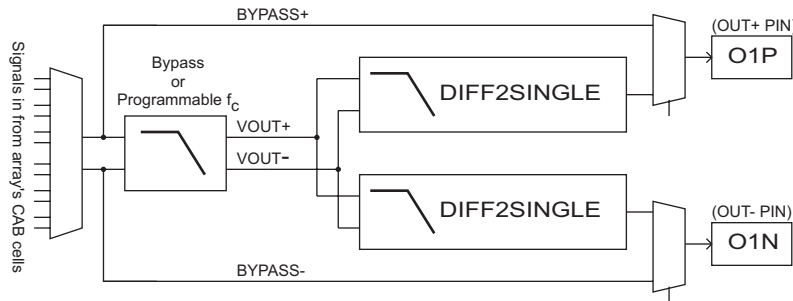 BYPASS+
(OUT+ PIN)
O1P
Signals in from array's CAB cells
Bypass
or
Programmable fc
DIFF2SINGLE
VOUT+
VOUT-
DIFF2SINGLE
(OUT- PIN)
O1N
BYPASS-